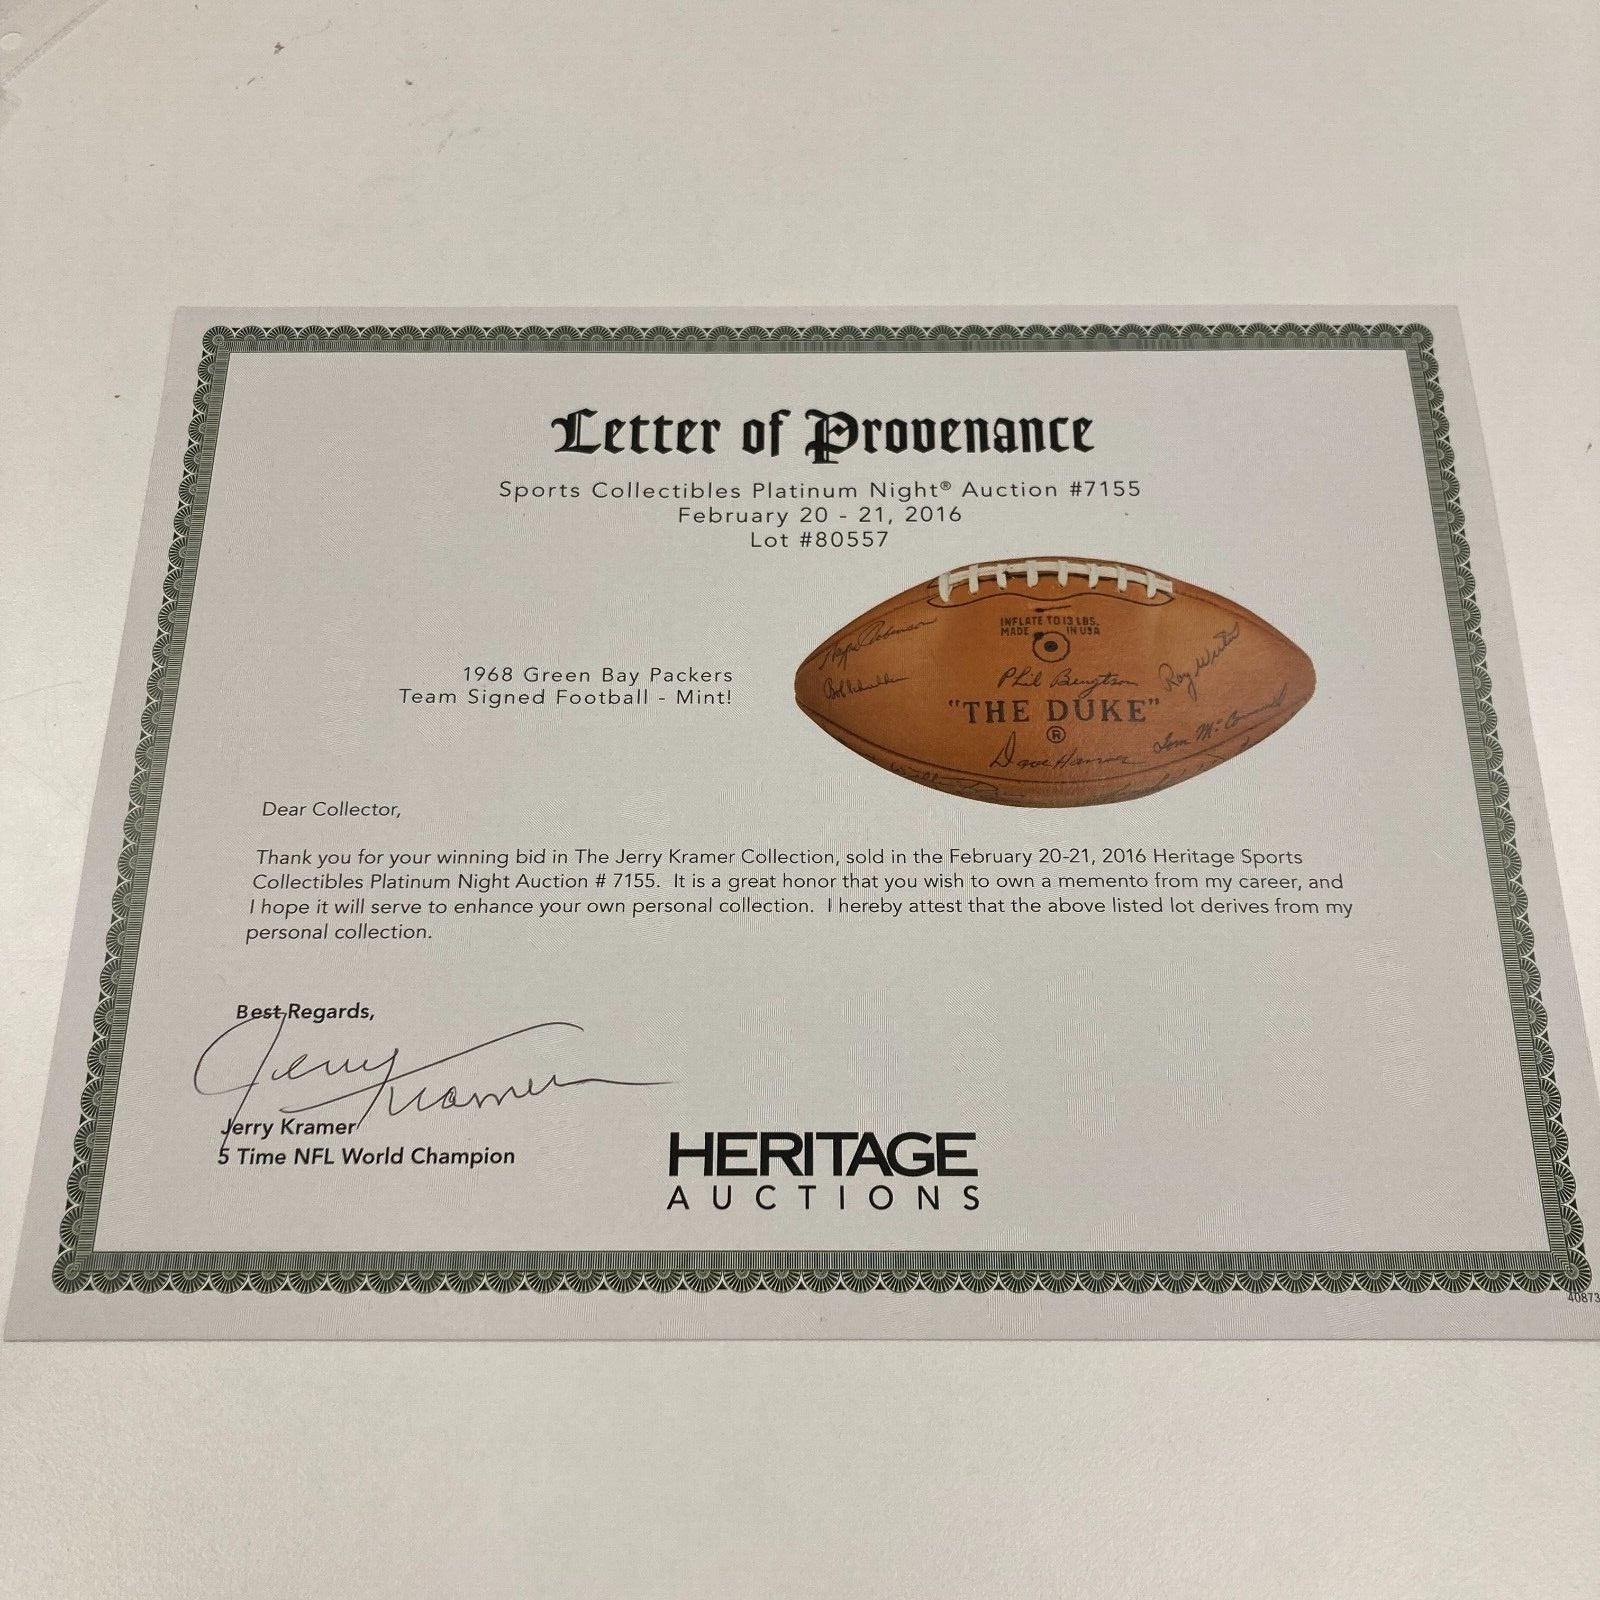 Letter of Provenance
Sports Collectibles Platinum Night® Auction #7155
February 20 - 21, 2016
Lot #80557
INFLATE TO 13 LBS.
MADE IN USA
Phil Bengtson
"THE DUKE"
®
Dave Hanner
Tom McCormick
1968 Green Bay Packers
Team Signed Football - Mint!
Dear Collector,
Thank you for your winning bid in The Jerry Kramer Collection, sold in the February 20-21, 2016 Heritage Sports
Collectibles Platinum Night Auction # 7155. It is a great honor that you wish to own a memento from my career, and
I hope it will serve to enhance your own personal collection. I hereby attest that the above listed lot derives from my
personal collection.
Best Regards,
Jerry Kramer
Jerry Kramer
5 Time NFL World Champion
HERITAGE
AUCTIONS
40873